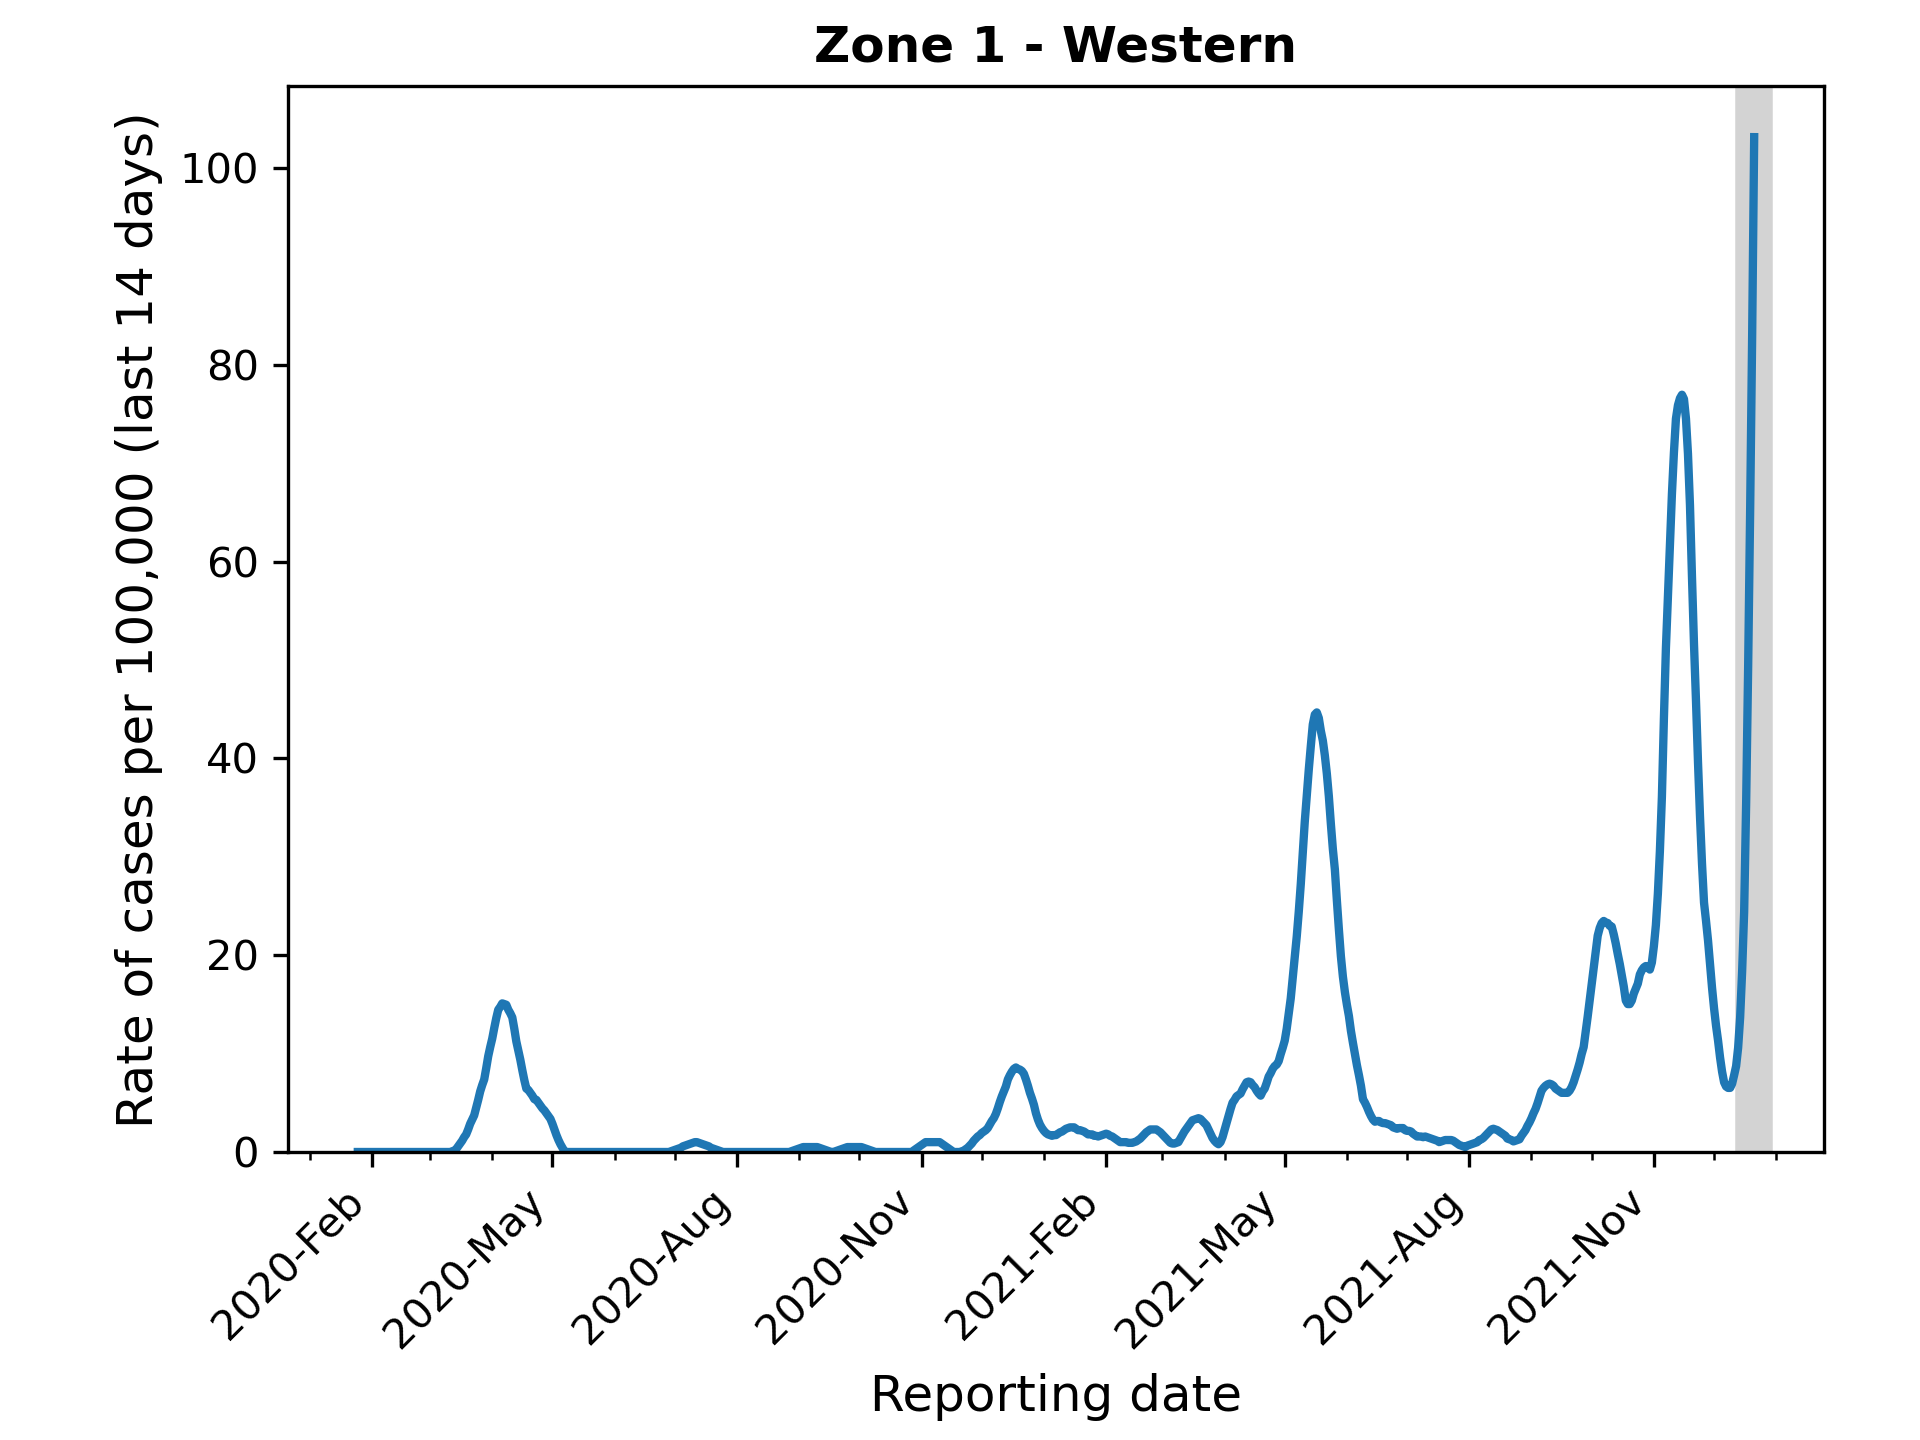 Zone 1 - Western
Rate of cases per 100,000 (last 14 days)
100
80
60
40
20
0
2020-Feb
2020-May
2020-Aug
2020-Nov
2021-Feb
2021-May
2021-Aug
2021-Nov
Reporting date